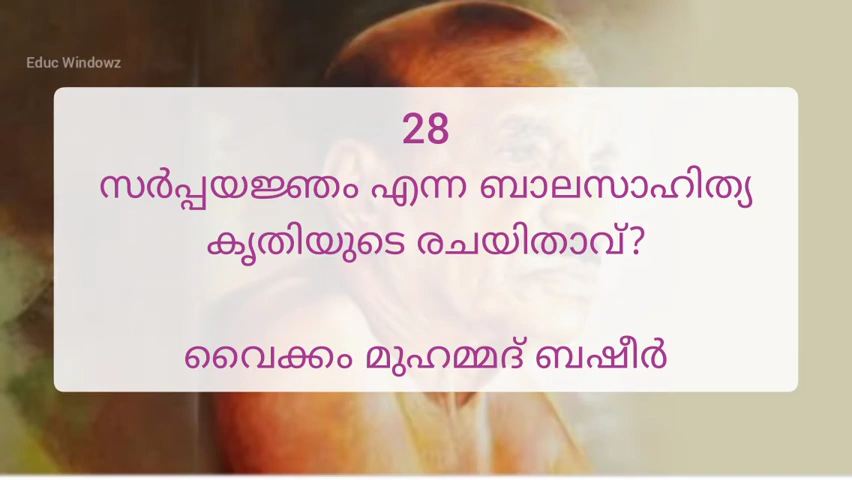 Educ Windowz
28
സർപ്പയജ്ഞം എന്ന ബാലസാഹിത്യ
കൃതിയുടെ രചയിതാവ്?
വൈക്കം മുഹമ്മദ് ബഷീർ